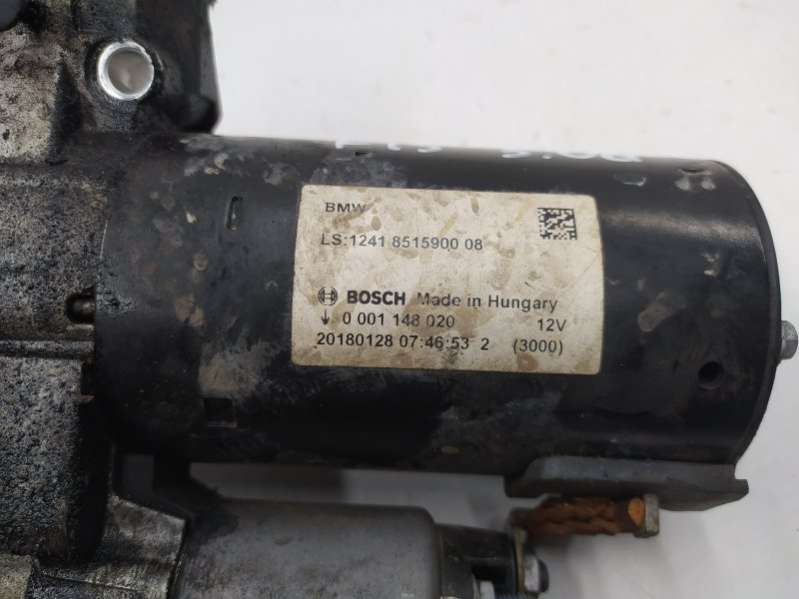 BMW
LS:1241 8515900 08
BOSCH Made in Hungary
0 001 148 020 12V
20180128 07:46:53 2 (3000)